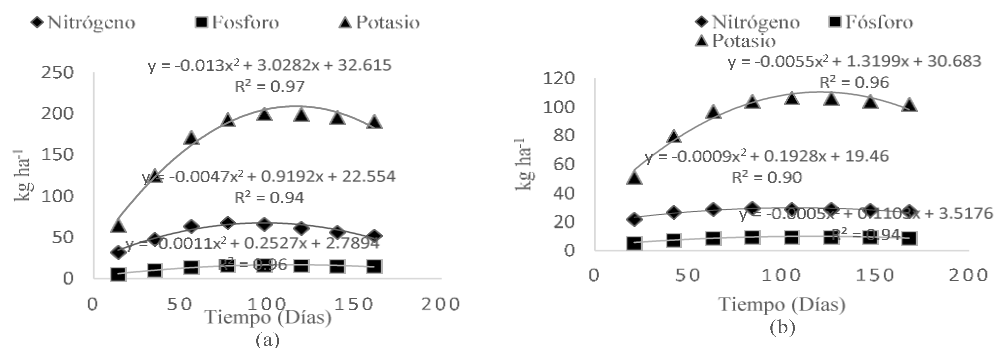 Nitrógeno Fosforo Potasio
y = -0.013x² + 3.0282x + 32.615
R² = 0.97
250
200
150
100
50
0
kg ha-1
y = -0.0047x² + 0.9192x + 22.554
R² = 0.94
y = -0.0011x² + 0.2527x + 2.7894
R² = 0.96
0 50 100 150 200
Tiempo (Días)
(a)
Nitrógeno Fósforo
Potasio
y = -0.0055x² + 1.3199x + 30.683
R² = 0.96
120
100
80
60
40
20
0
kg ha-1
y = -0.0009x² + 0.1928x + 19.46
R² = 0.90
y = -0.0005x² + 0.1103x + 3.5176
R² = 0.94
0 50 100 150 200
Tiempo (Días)
(b)